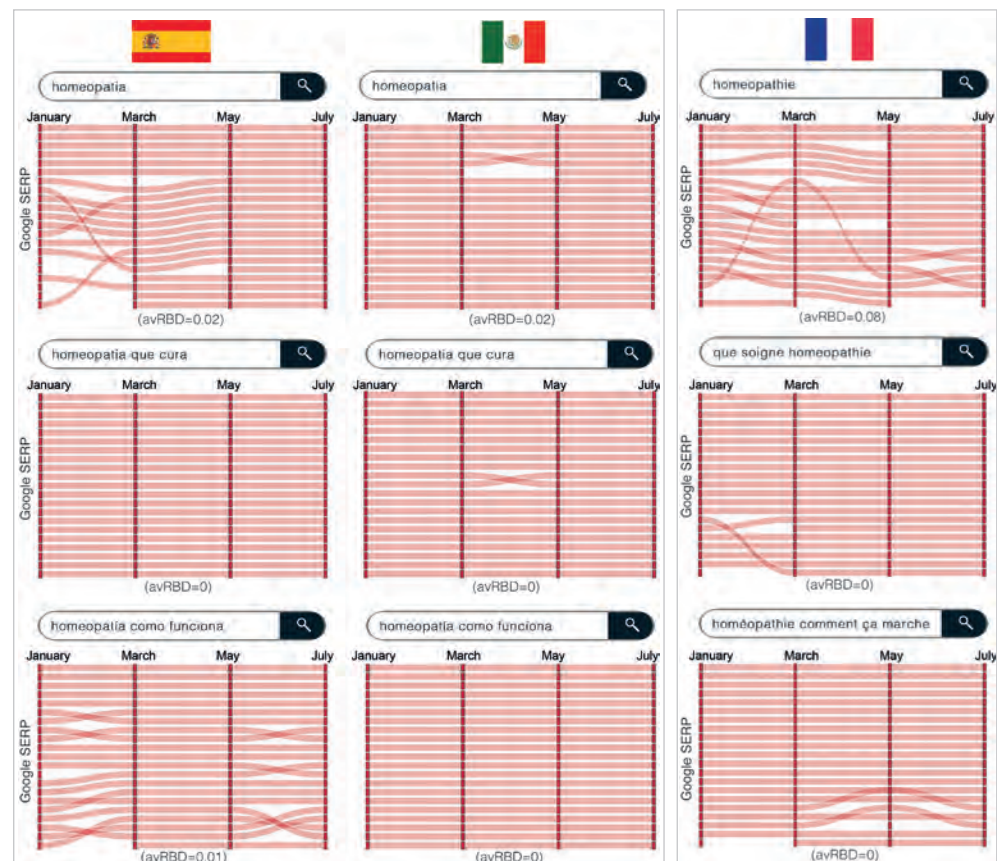 homeopatia
January March May July
Google SERP
(avRBD=0.02)
homeopatia
January March May July
(avRBD=0.02)
homeopathie
January March May July
Google SERP
(avRBD=0.08)
homeopatia que cura
January March May July
Google SERP
(avRBD=0)
homeopatia que cura
January March May July
(avRBD=0)
que soigne homeopathie
January March May July
Google SERP
(avRBD=0)
homeopatia como funciona
January March May July
Google SERP
(avRBD=0.01)
homeopatia como funciona
January March May July
(avRBD=0)
homéopathie comment ça marche
January March May July
Google SERP
(avRBD=0)